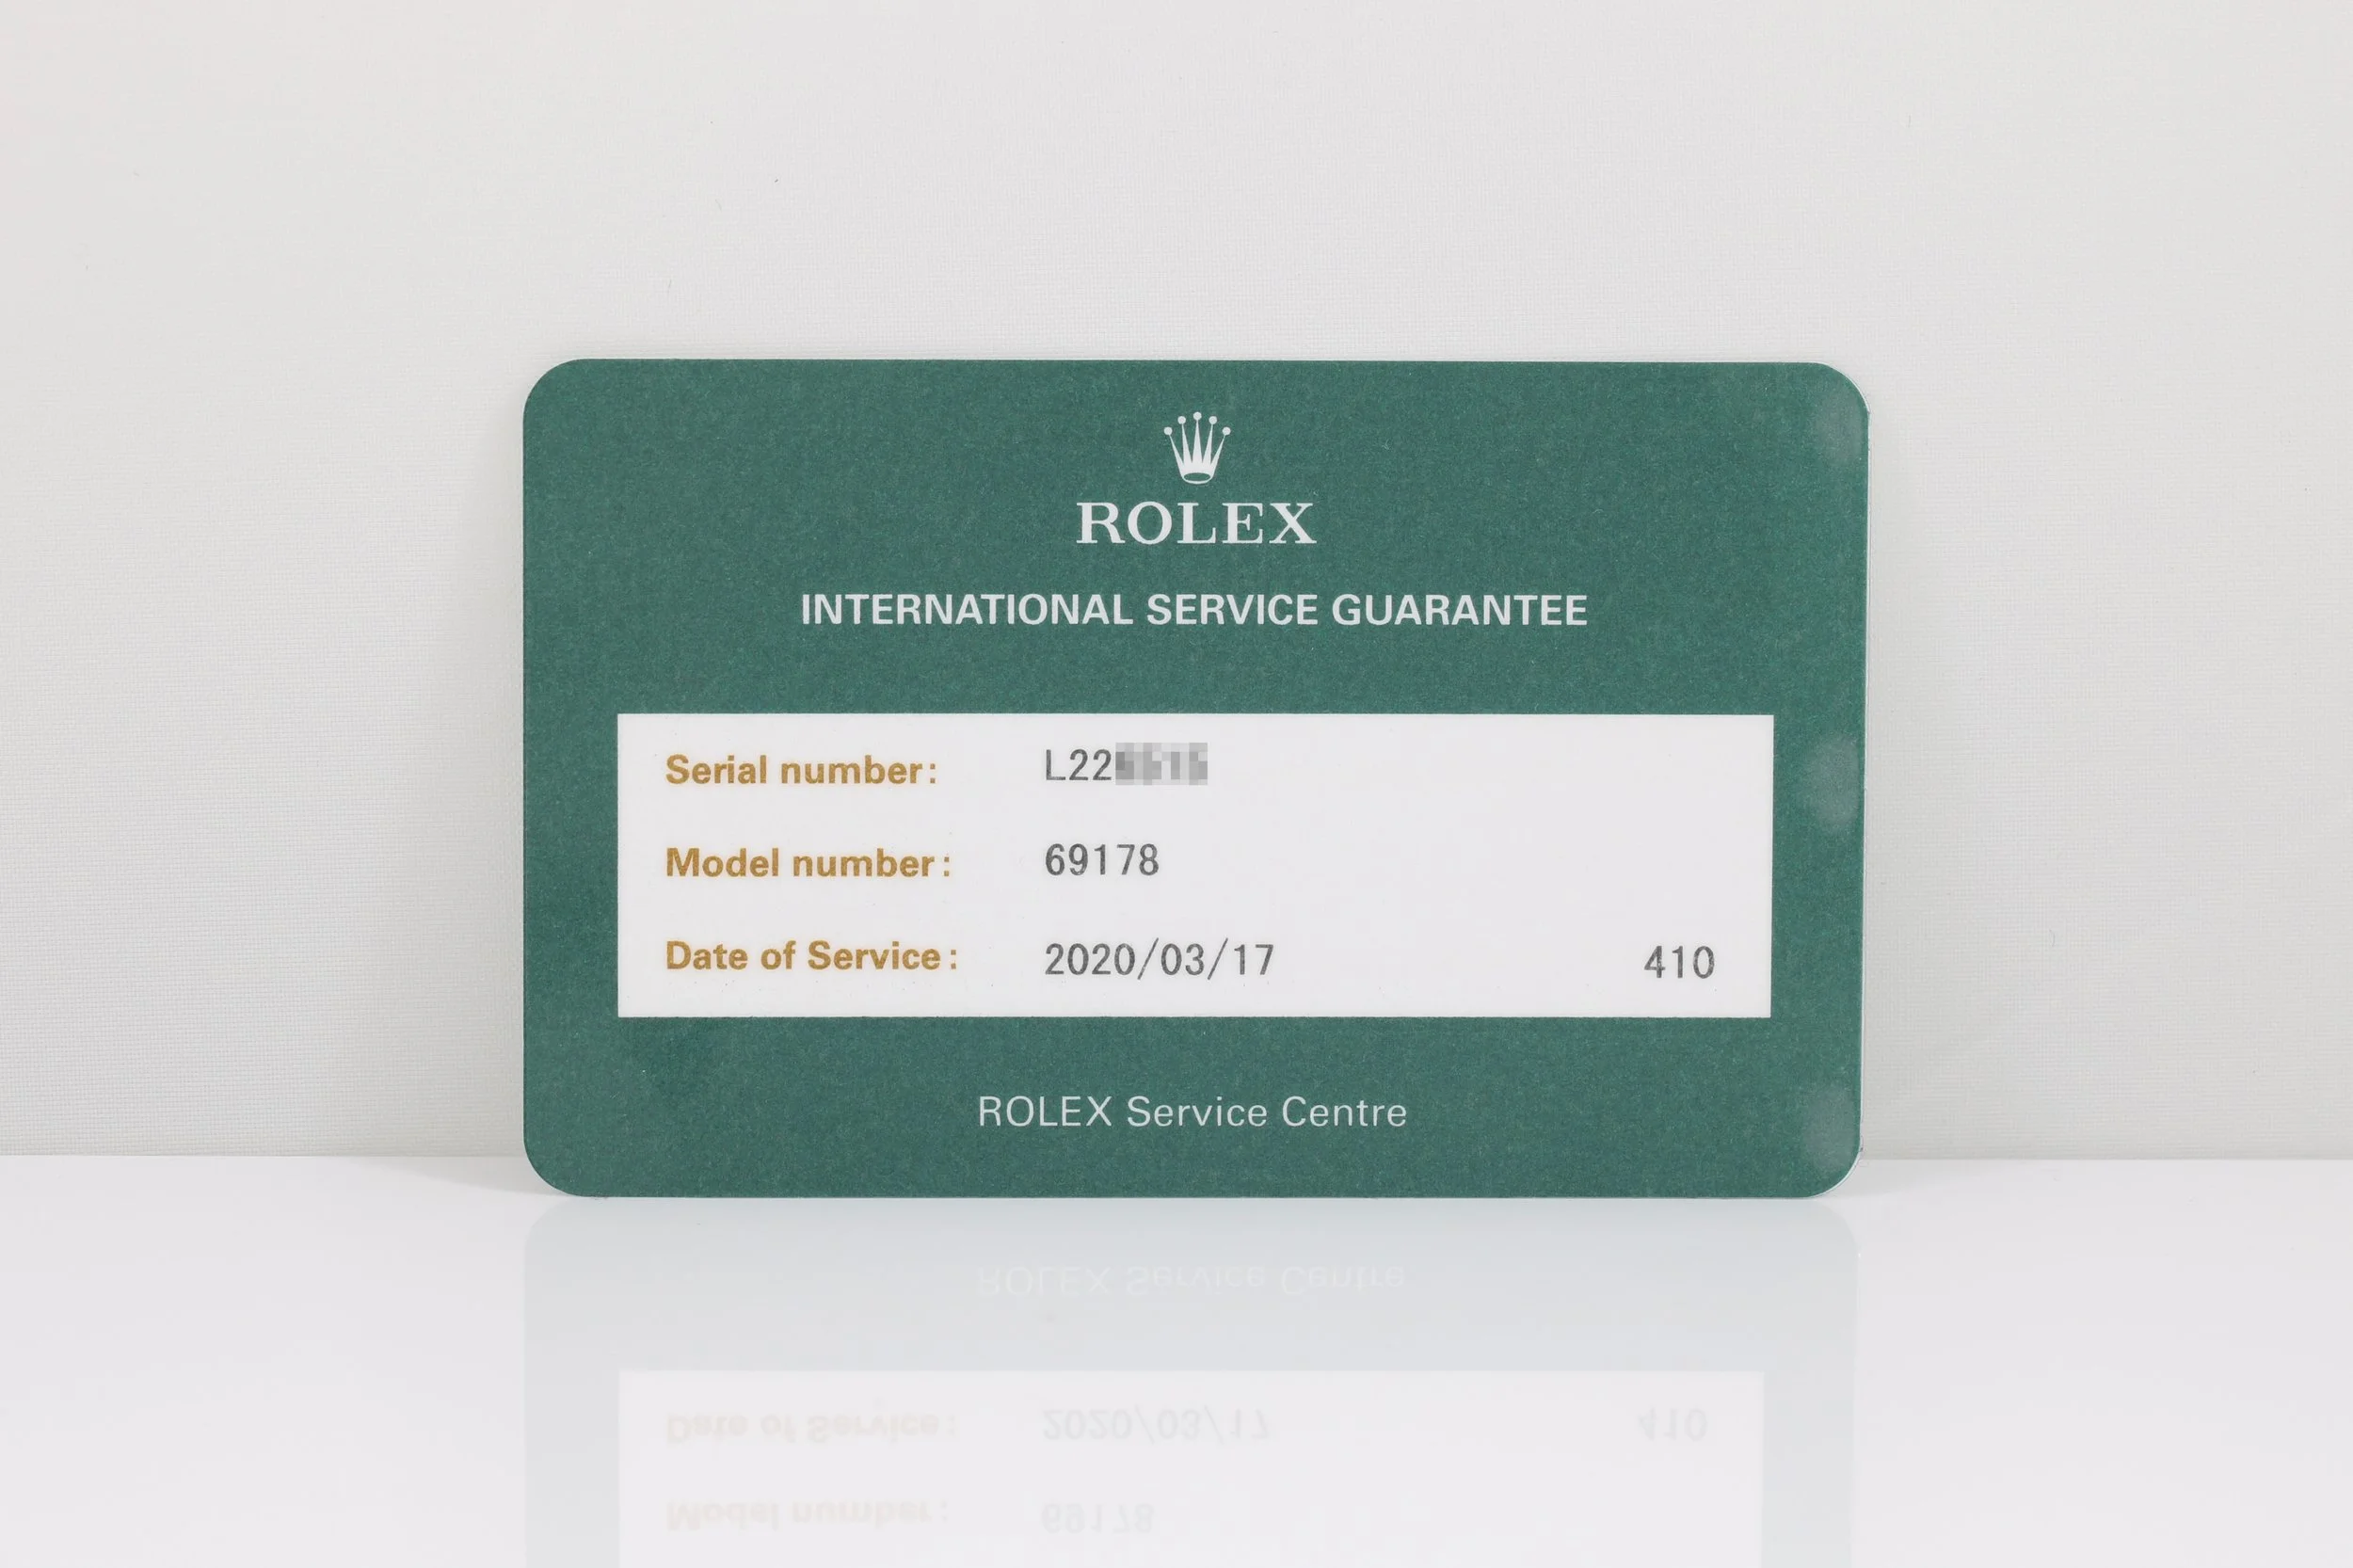 ROLEX
INTERNATIONAL SERVICE GUARANTEE
Serial number: L22
Model number: 69178
Date of Service: 2020/03/17 410
ROLEX Service Centre